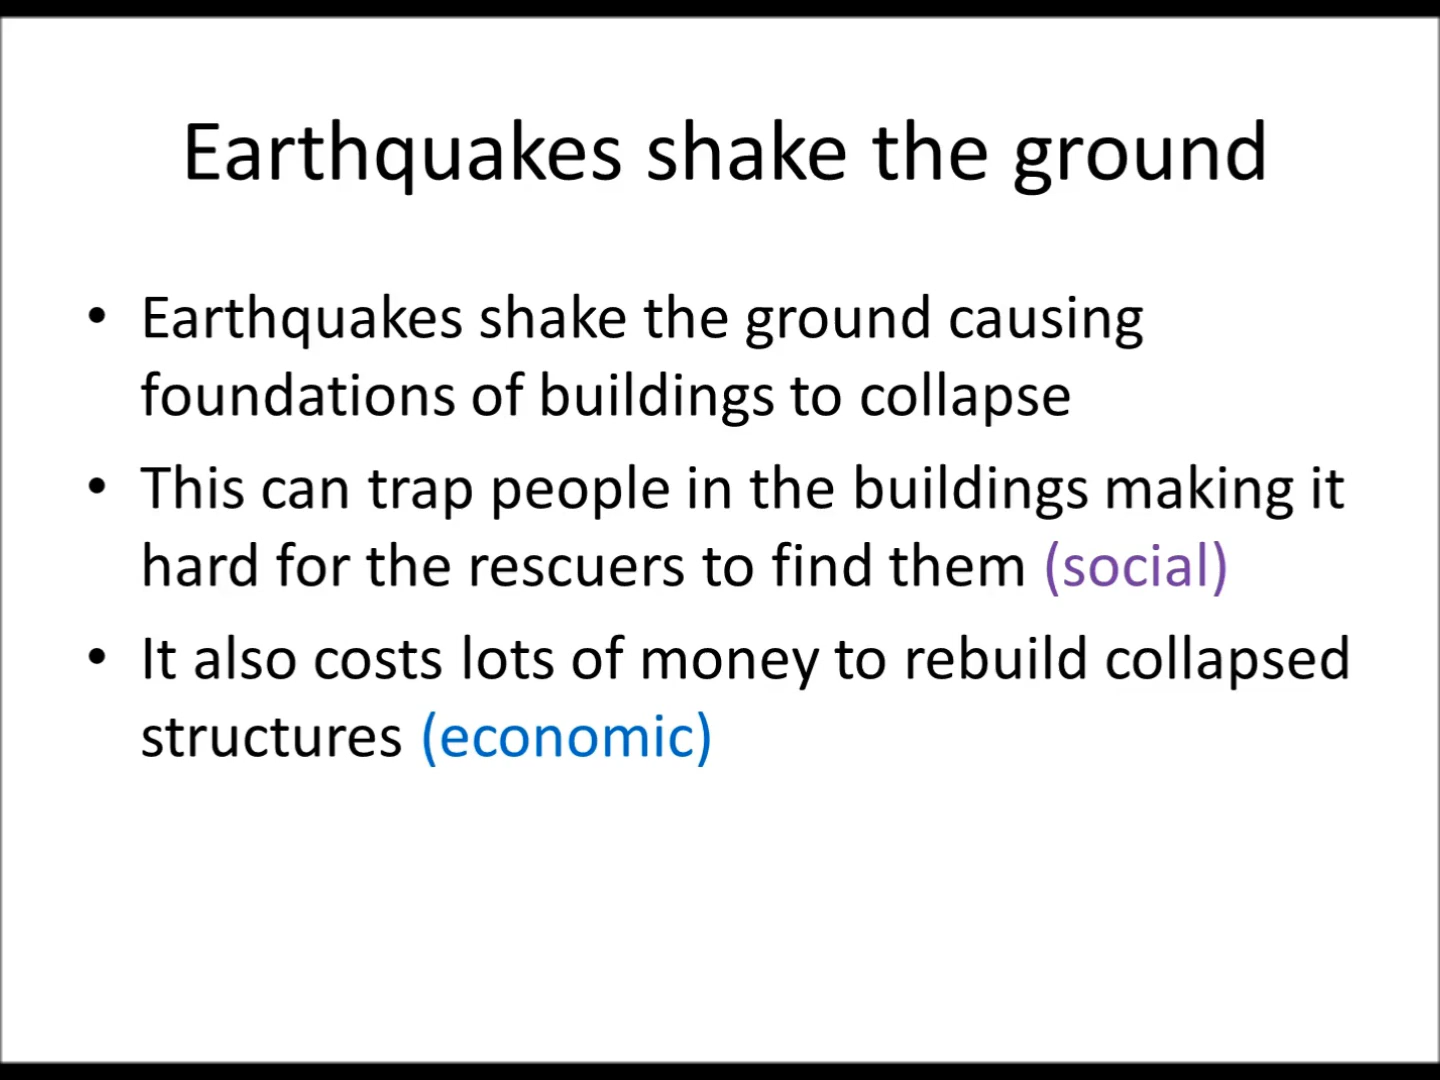 Earthquakes shake the ground
• Earthquakes shake the ground causing
foundations of buildings to collapse
• This can trap people in the buildings making it
hard for the rescuers to find them (social)
• It also costs lots of money to rebuild collapsed
structures (economic)